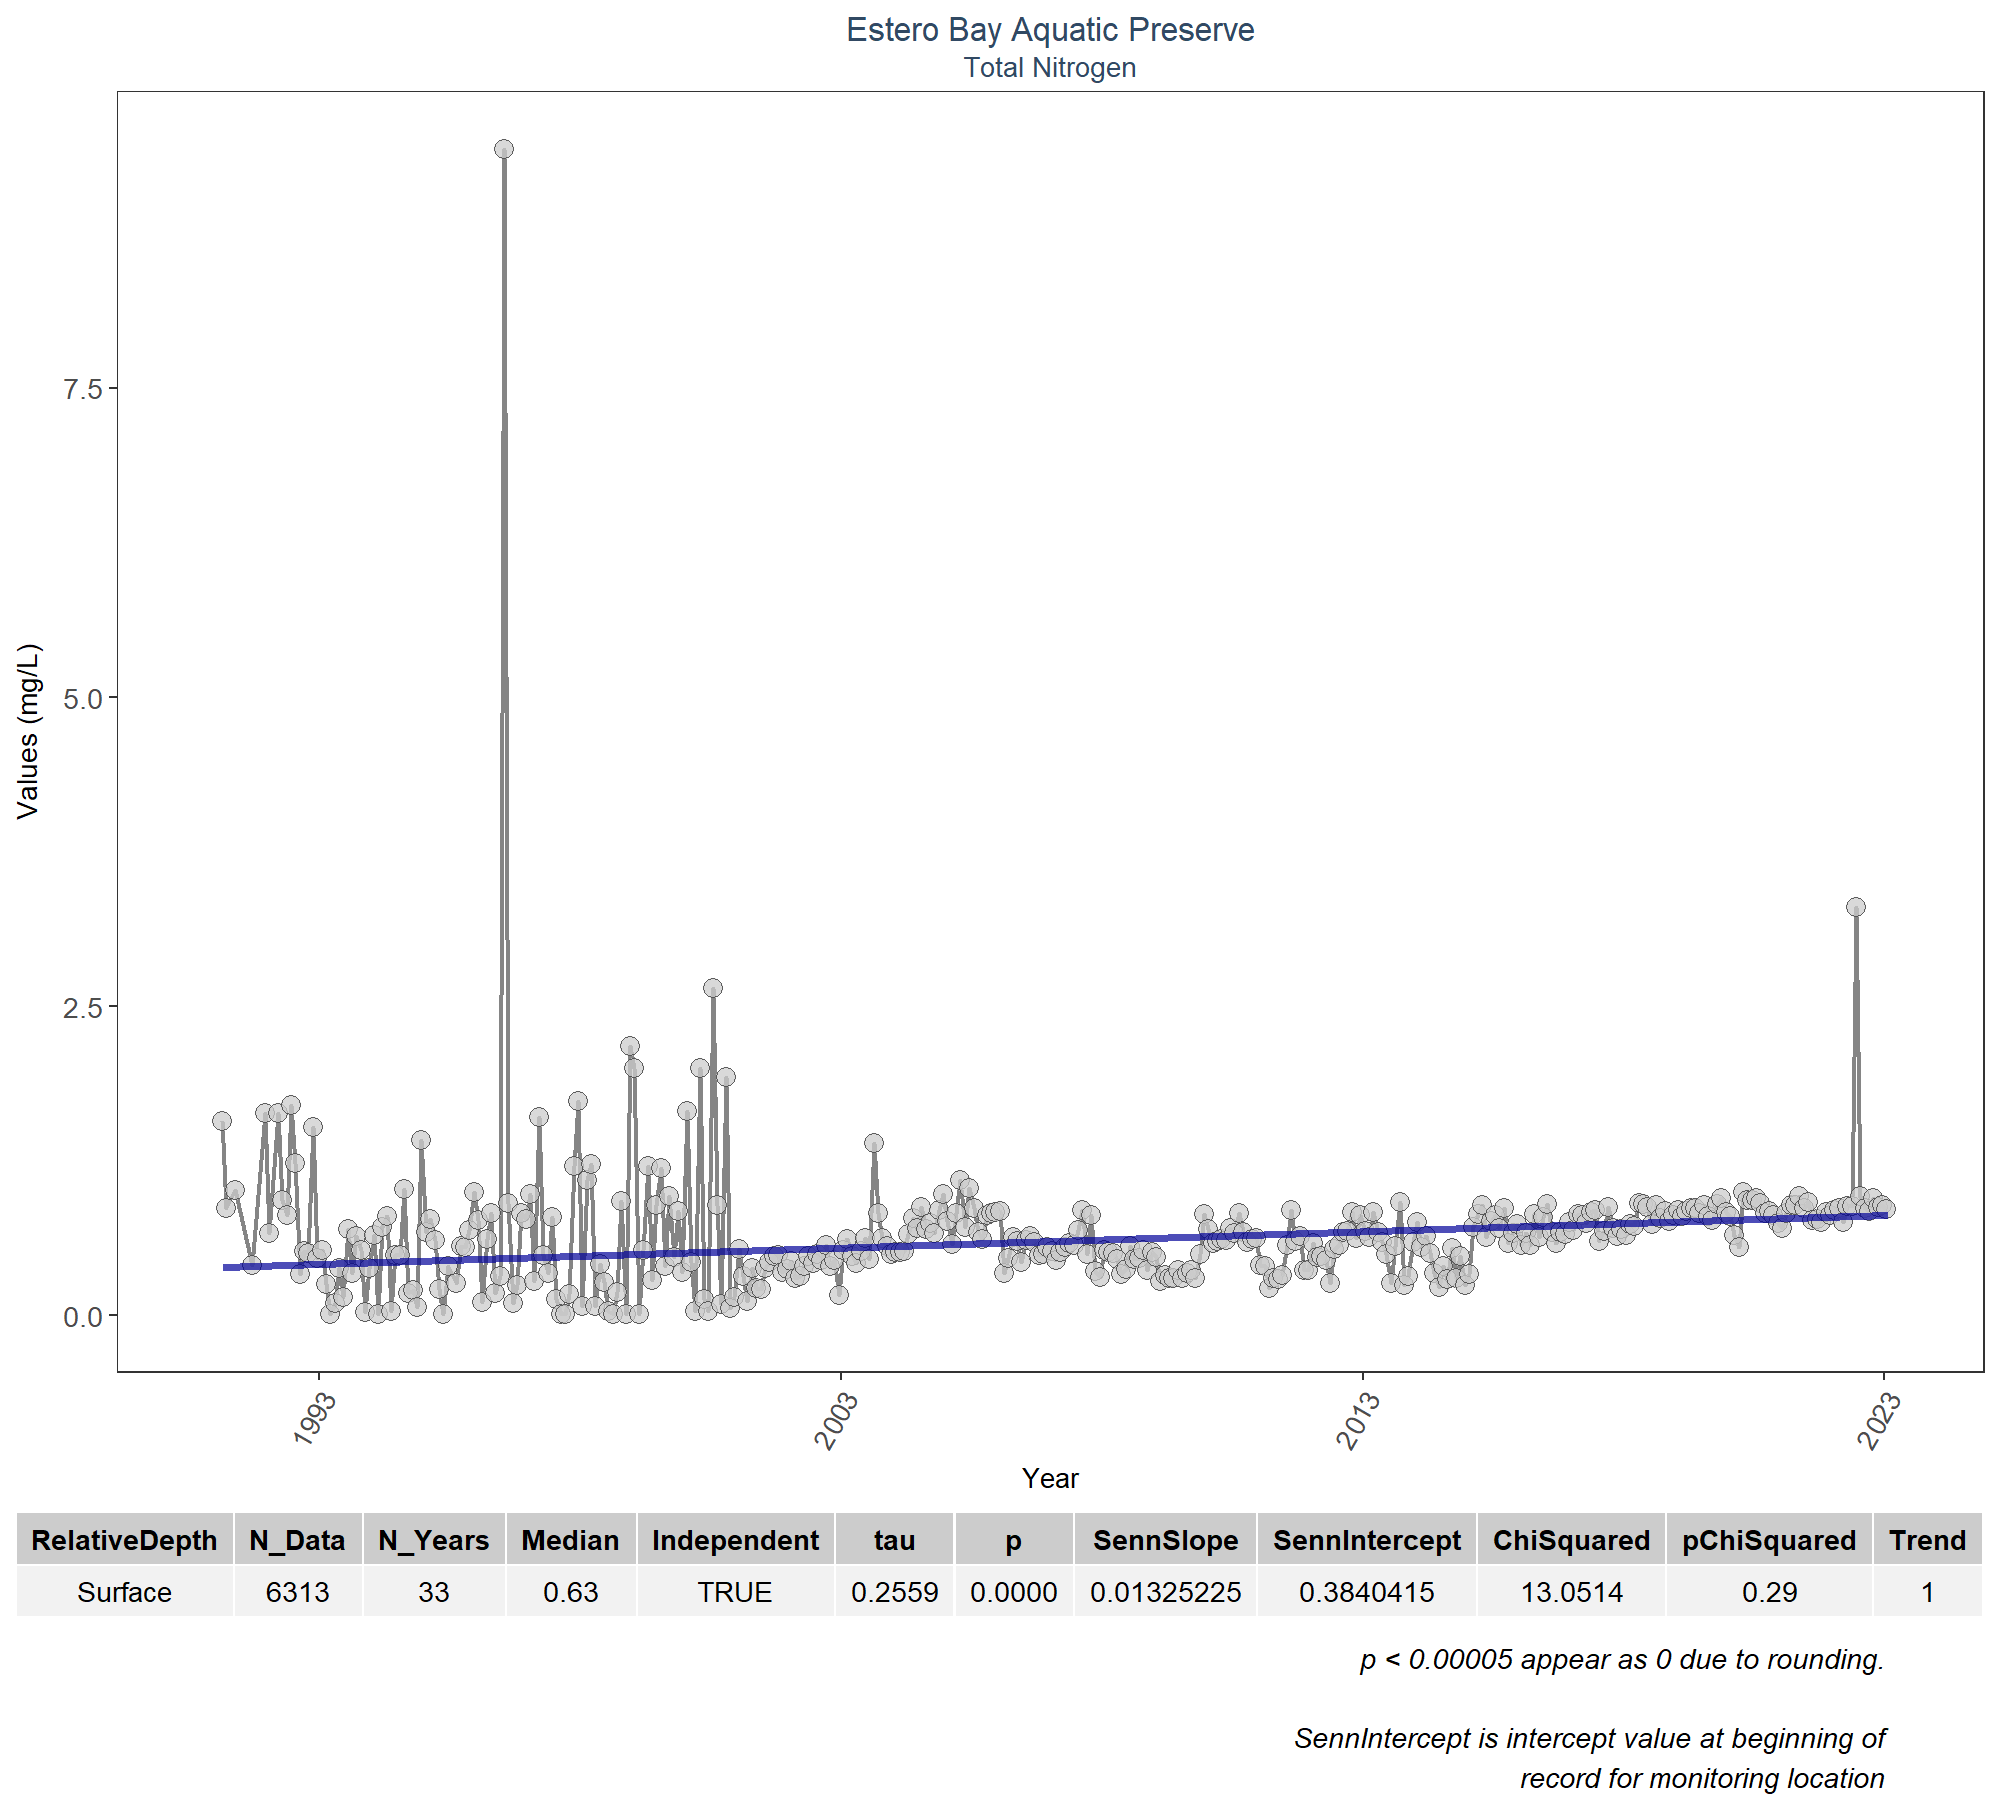 Estero Bay Aquatic Preserve
Total Nitrogen
Values (mg/L)
7.5
5.0
2.5
0.0
1993 2003 2013 2023
Year
RelativeDepth N_Data N_Years Median Independent tau p SennSlope SennIntercept ChiSquared pChiSquared Trend
Surface 6313 33 0.63 TRUE 0.2559 0.0000 0.01325225 0.3840415 13.0514 0.29 1
p < 0.00005 appear as 0 due to rounding.
SennIntercept is intercept value at beginning of
record for monitoring location